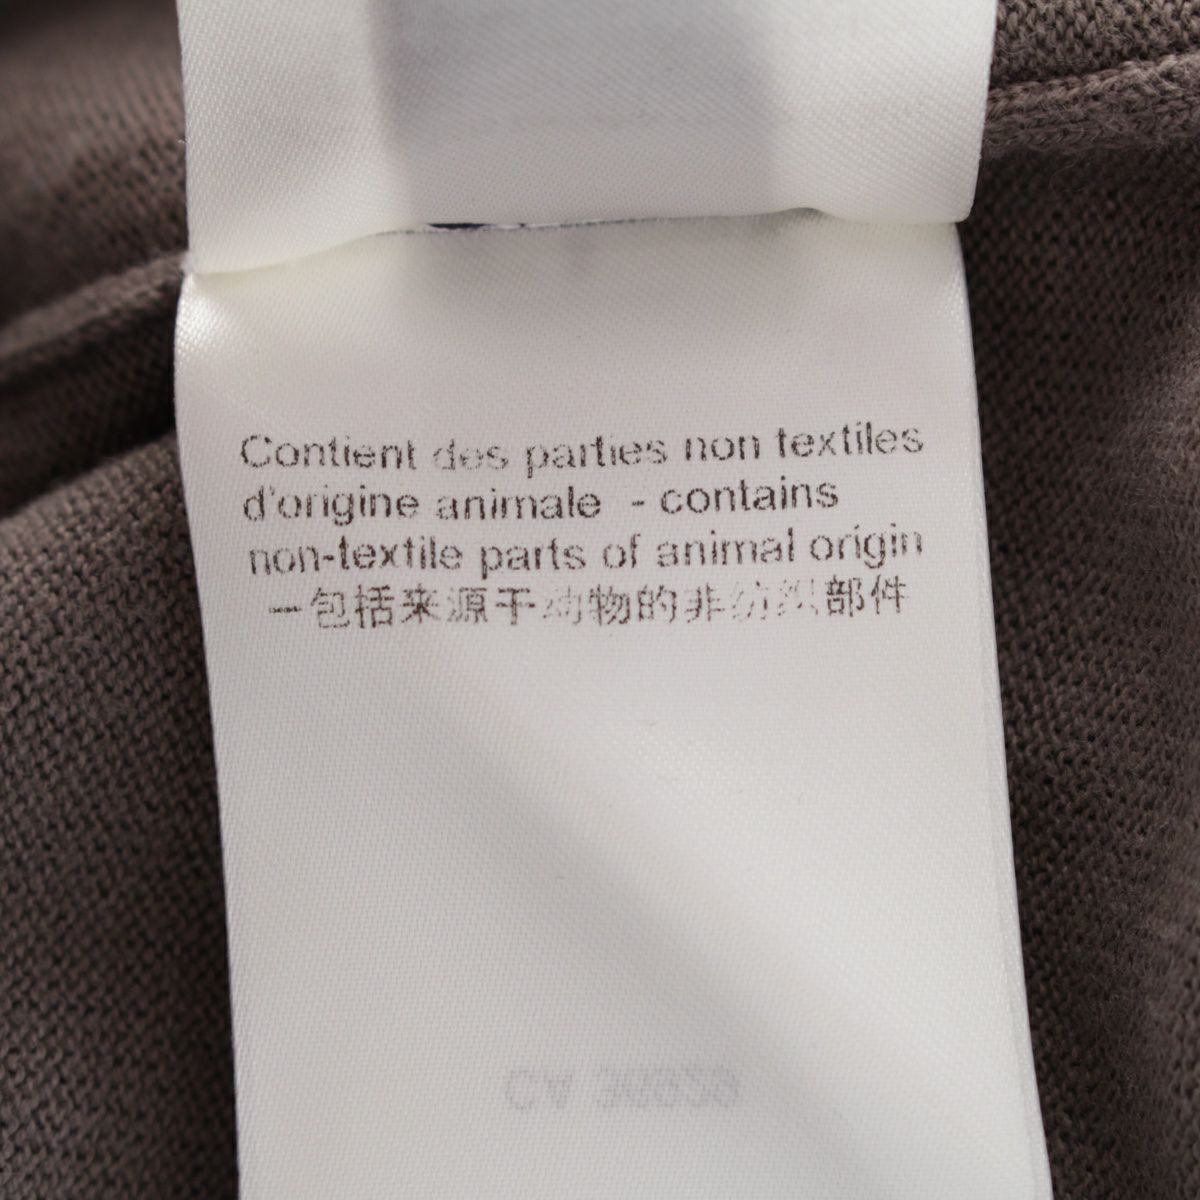 Contient des parties non textiles
d'origine animale - contains
non-textile parts of animal origin
-包括来源于动物的非纺织部件